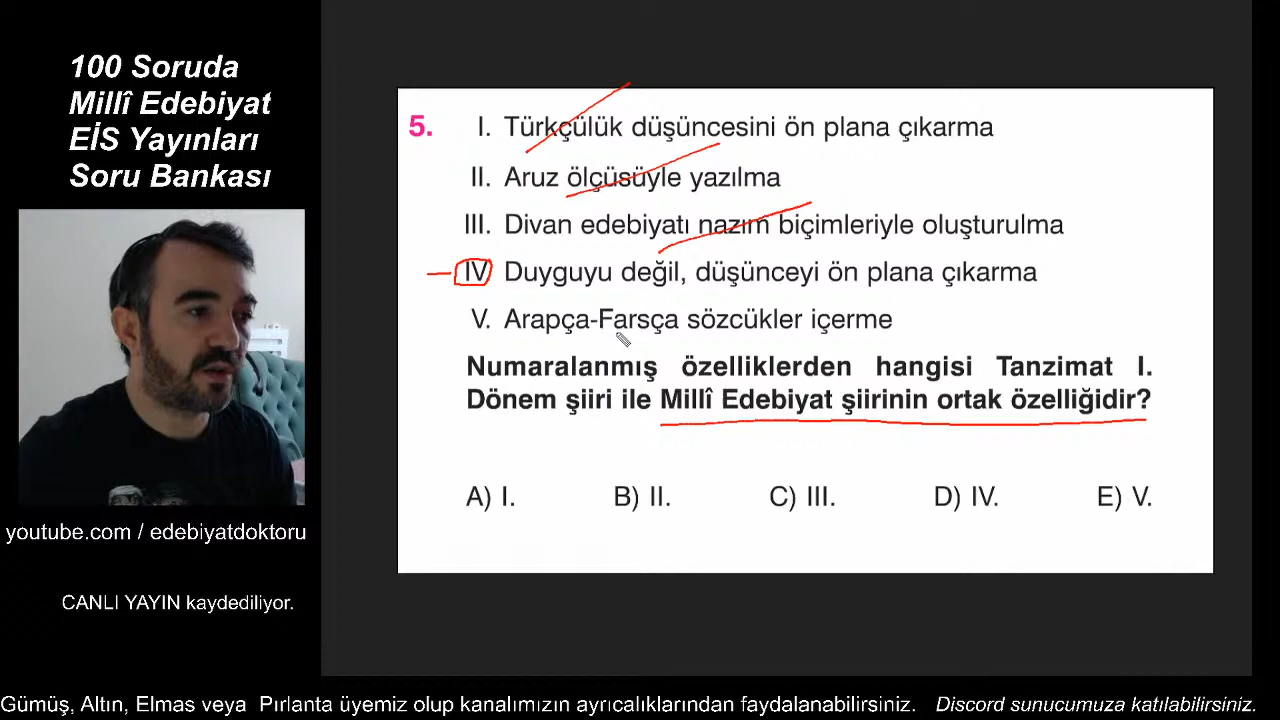 100 Soruda
Millî Edebiyat
EİS Yayınları
Soru Bankası
youtube.com / edebiyatdoktoru
CANLI YAYIN kaydediliyor.
5. I. Türkçülük düşüncesini ön plana çıkarma
II. Aruz ölçüsüyle yazılma
III. Divan edebiyatı nazım biçimleriyle oluşturulma
IV Duyguyu değil, düşünceyi ön plana çıkarma
V. Arapça-Farsça sözcükler içerme
Numaralanmış özelliklerden hangisi Tanzimat I.
Dönem şiiri ile Millî Edebiyat şiirinin ortak özelliğidir?
A) I. B) II. C) III. D) IV. E) V.
Gümüş, Altın, Elmas veya Pırlanta üyemiz olup kanalımızın ayrıcalıklarından faydalanabilirsiniz. Discord sunucumuza katılabilirsiniz.